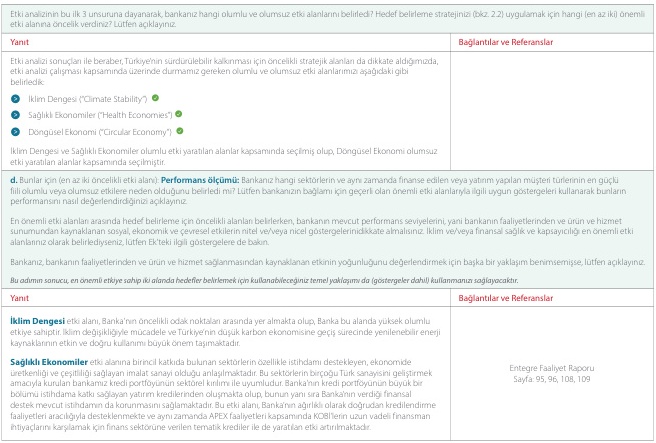 Etki analizinin bu ilk 3 unsuruna dayanarak, bankanız hangi olumlu ve olumsuz etki alanlarını belirledi? Hedef belirleme stratejinizi (bkz. 2.2) uygulamak için hangi (en az iki) önemli
etki alanına öncelik verdiniz? Lütfen açıklayınız.
Yanıt
Bağlantılar ve Referanslar
Etki analizi sonuçları ile beraber, Türkiye'nin sürdürülebilir kalkınması için öncelikli stratejik alanları da dikkate aldığımızda,
etki analizi çalışması kapsamında üzerinde durmamız gereken olumlu ve olumsuz etki alanlarımızı aşağıdaki gibi
belirledik:
İklim Dengesi ("Climate Stability")
Sağlıklı Ekonomiler ("Health Economies")
Döngüsel Ekonomi ("Circular Economy")
İklim Dengesi ve Sağlıklı Ekonomiler olumlu etki yaratılan alanlar kapsamında seçilmiş olup, Döngüsel Ekonomi olumsuz
etki yaratılan alanlar kapsamında seçilmiştir.
d. Bunlar için (en az iki öncelikli etki alanı): Performans ölçümü: Bankanız hangi sektörlerin ve aynı zamanda finanse edilen veya yatırım yapılan müşteri türlerinin en güçlü
fiili olumlu veya olumsuz etkilere neden olduğunu belirledi mi? Lütfen bankanızın bağlamı için geçerli olan önemli etki alanlarıyla ilgili uygun göstergeleri kullanarak bunların
performansını nasıl değerlendirdiğinizi açıklayınız.
En önemli etki alanları arasında hedef belirleme için öncelikli alanları belirlerken, bankanın mevcut performans seviyelerini, yani bankanın faaliyetlerinden ve ürün ve hizmet
sunumundan kaynaklanan sosyal, ekonomik ve çevresel etkilerin nitel ve/veya nicel göstergelerinidikkate almalısınız. İklim ve/veya finansal sağlık ve kapsayıcılığı en önemli etki
alanlarınız olarak belirlediyseniz, lütfen Ek'teki ilgili göstergelere de bakın.
Bankanız, bankanın faaliyetlerinden ve ürün ve hizmet sağlanmasından kaynaklanan etkinin yoğunluğunu değerlendirmek için başka bir yaklaşım benimsemişse, lütfen açıklayınız.
Bu adımın sonucu, en önemli etkiye sahip iki alanda hedefler belirlemek için kullanabileceğiniz temel yaklaşımı da (göstergeler dahil) kullanmanızı sağlayacaktır.
Yanıt
Bağlantılar ve Referanslar
İklim Dengesi etki alanı, Banka'nın öncelikli odak noktaları arasında yer almakta olup, Banka bu alanda yüksek olumlu
etkiye sahiptir. İklim değişikliğiyle mücadele ve Türkiye'nin düşük karbon ekonomisine geçiş sürecinde yenilenebilir enerji
kaynaklarının etkin ve doğru kullanımı büyük önem taşımaktadır.
Sağlıklı Ekonomiler etki alanına birincil katkıda bulunan sektörlerin özellikle istihdamı destekleyen, ekonomide
üretkenliği ve çeşitliliği sağlayan imalat sanayi olduğu anlaşılmaktadır. Bu sektörlerin birçoğu Türk sanayisini geliştirmek
amacıyla kurulan bankamız kredi portföyünün sektörel kırılımı ile uyumludur. Banka'nın kredi portföyünün büyük bir
bölümü istihdama katkı sağlayan yatırım kredilerinden oluşmakta olup, bunun yanı sıra Banka'nın verdiği finansal
destek mevcut istihdamın da korunmasını sağlamaktadır. Bu etki alanı, Banka'nın ağırlıklı olarak doğrudan kredilendirme
faaliyetleri aracılığıyla desteklenmekte ve aynı zamanda APEX faaliyetleri kapsamında KOBİ'lerin uzun vadeli finansman
ihtiyaçlarını karşılamak için finans sektörüne verilen tematik krediler ile de yaratılan etki artırılmaktadır.
Entegre Faaliyet Raporu
Sayfa: 95, 96, 108, 109